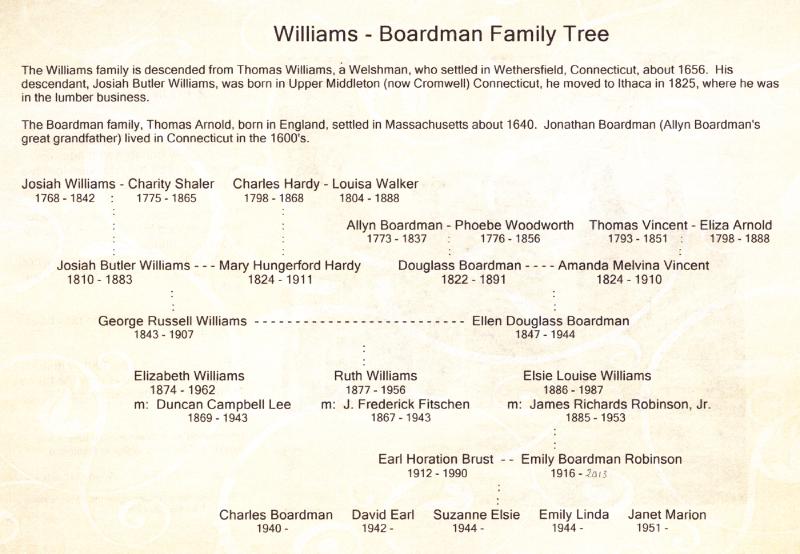 Williams - Boardman Family Tree
The Williams family is descended from Thomas Williams, a Welshman, who settled in Wethersfield, Connecticut, about 1656. His
descendant, Josiah Butler Williams, was born in Upper Middleton (now Cromwell) Connecticut, he moved to Ithaca in 1825, where he was
in the lumber business.
The Boardman family, Thomas Arnold, born in England, settled in Massachusetts about 1640. Jonathan Boardman (Allyn Boardman's
great grandfather) lived in Connecticut in the 1600's.
Josiah Williams - Charity Shaler Charles Hardy - Louisa Walker
1768 - 1842 : 1775 - 1865 1798 - 1868 1804 - 1888
Allyn Boardman - Phoebe Woodworth Thomas Vincent - Eliza Arnold
1773 - 1837 : 1776 - 1856 1793 - 1851 : 1798 - 1888
Josiah Butler Williams - - - Mary Hungerford Hardy Douglass Boardman - - - - Amanda Melvina Vincent
1810 - 1883 1824 - 1911 1822 - 1891 1824 - 1910
George Russell Williams - - - - - - - - - - - - - - - - - - - - - - - - Ellen Douglass Boardman
1843 - 1907 1847 - 1944
Elizabeth Williams Ruth Williams Elsie Louise Williams
1874 - 1962 1877 - 1956 1886 - 1987
m: Duncan Campbell Lee m: J. Frederick Fitschen m: James Richards Robinson, Jr.
1869 - 1943 1867 - 1943 1885 - 1953
Earl Horation Brust - - Emily Boardman Robinson
1912 - 1990 1916 - 2013
Charles Boardman David Earl Suzanne Elsie Emily Linda Janet Marion
1940 - 1942 - 1944 - 1944 - 1951 -